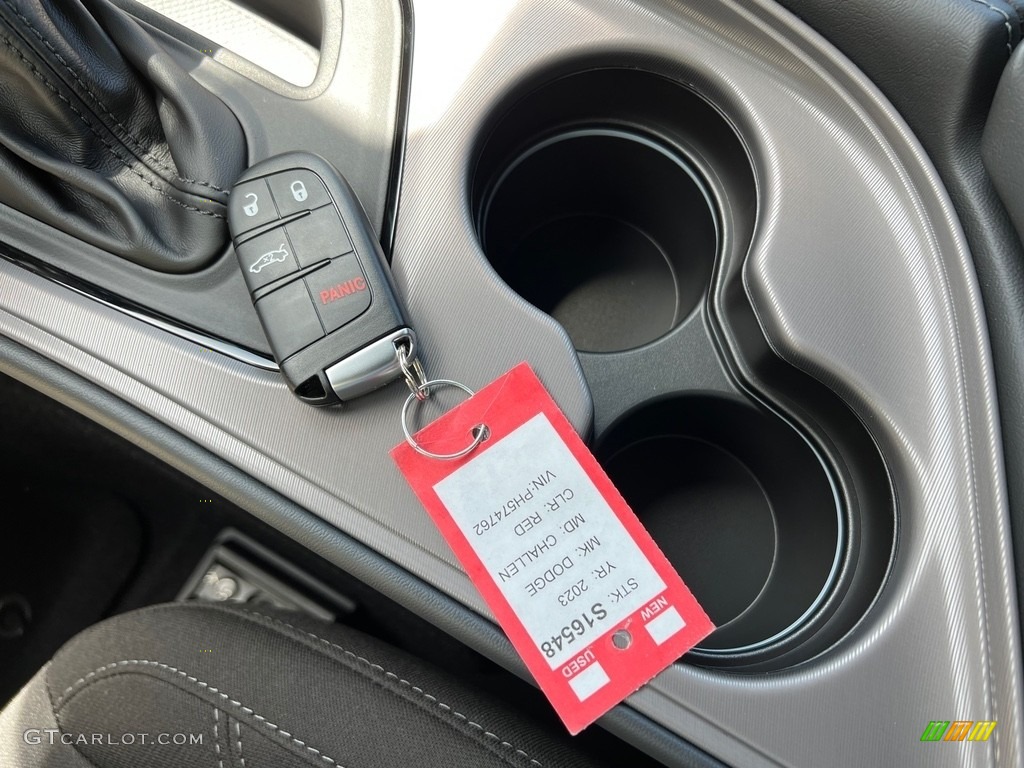 PANIC
NEW
USED
STK: S16548
YR: 2023
MK: DODGE
MD: CHALLEN
CLR: RED
VIN-PH574762
GTCARLOT.COM